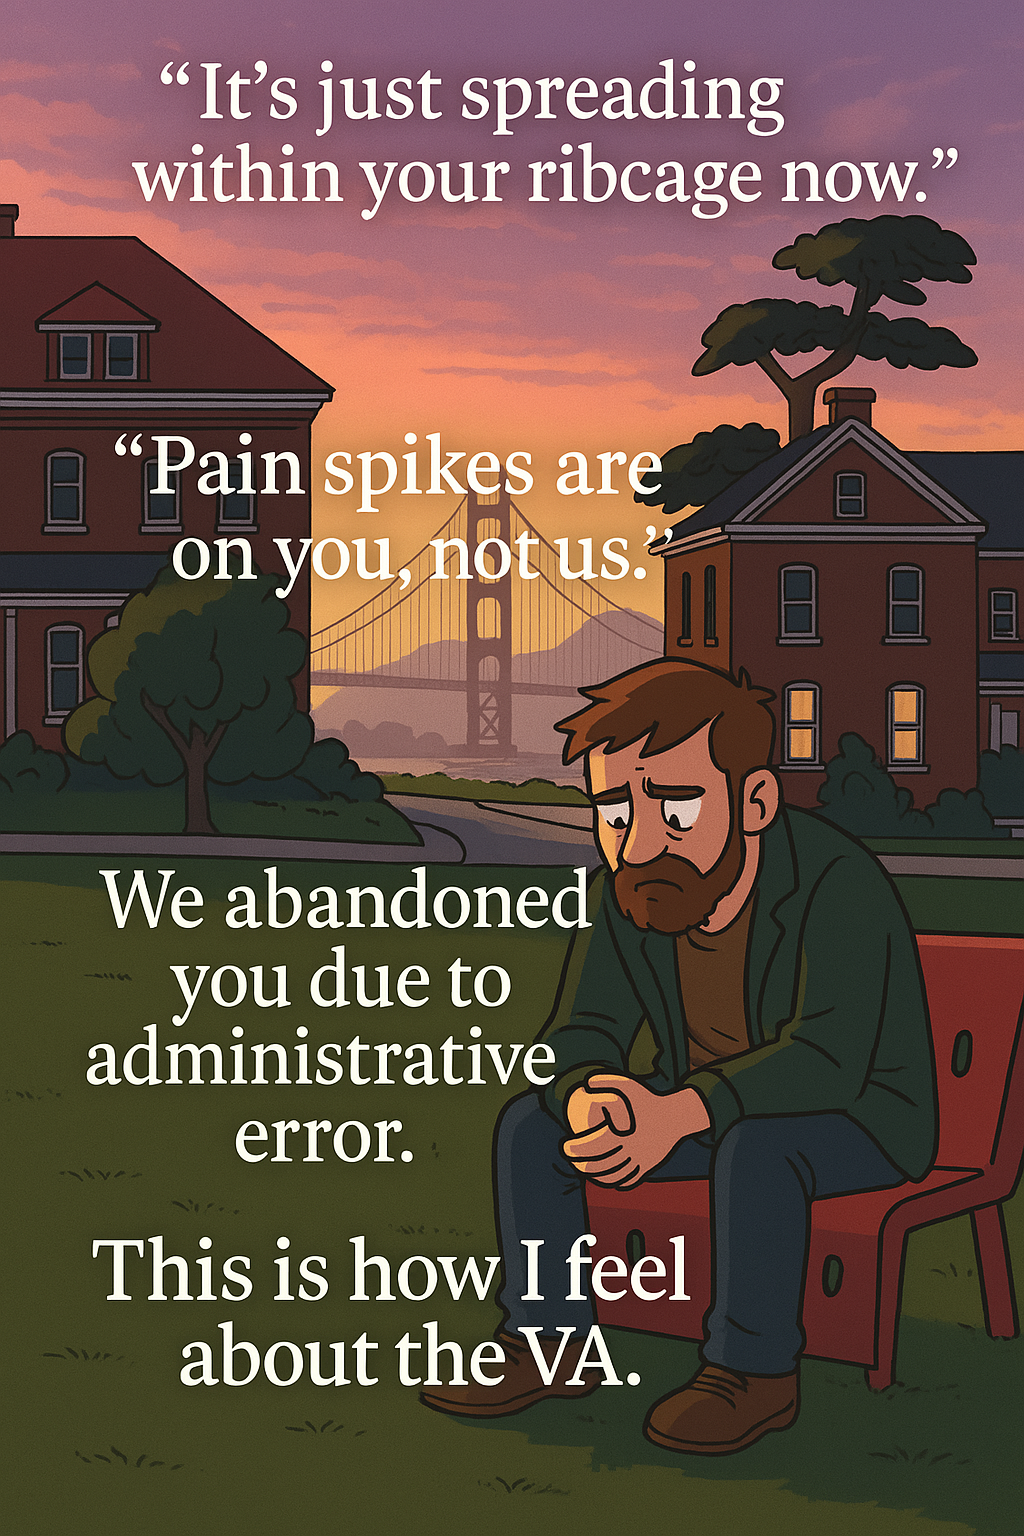 “It’s just spreading
within your ribcage now.”
“Pain spikes are
on you, not us.”
We abandoned
you due to
administrative
error.
This is how I feel
about the VA.